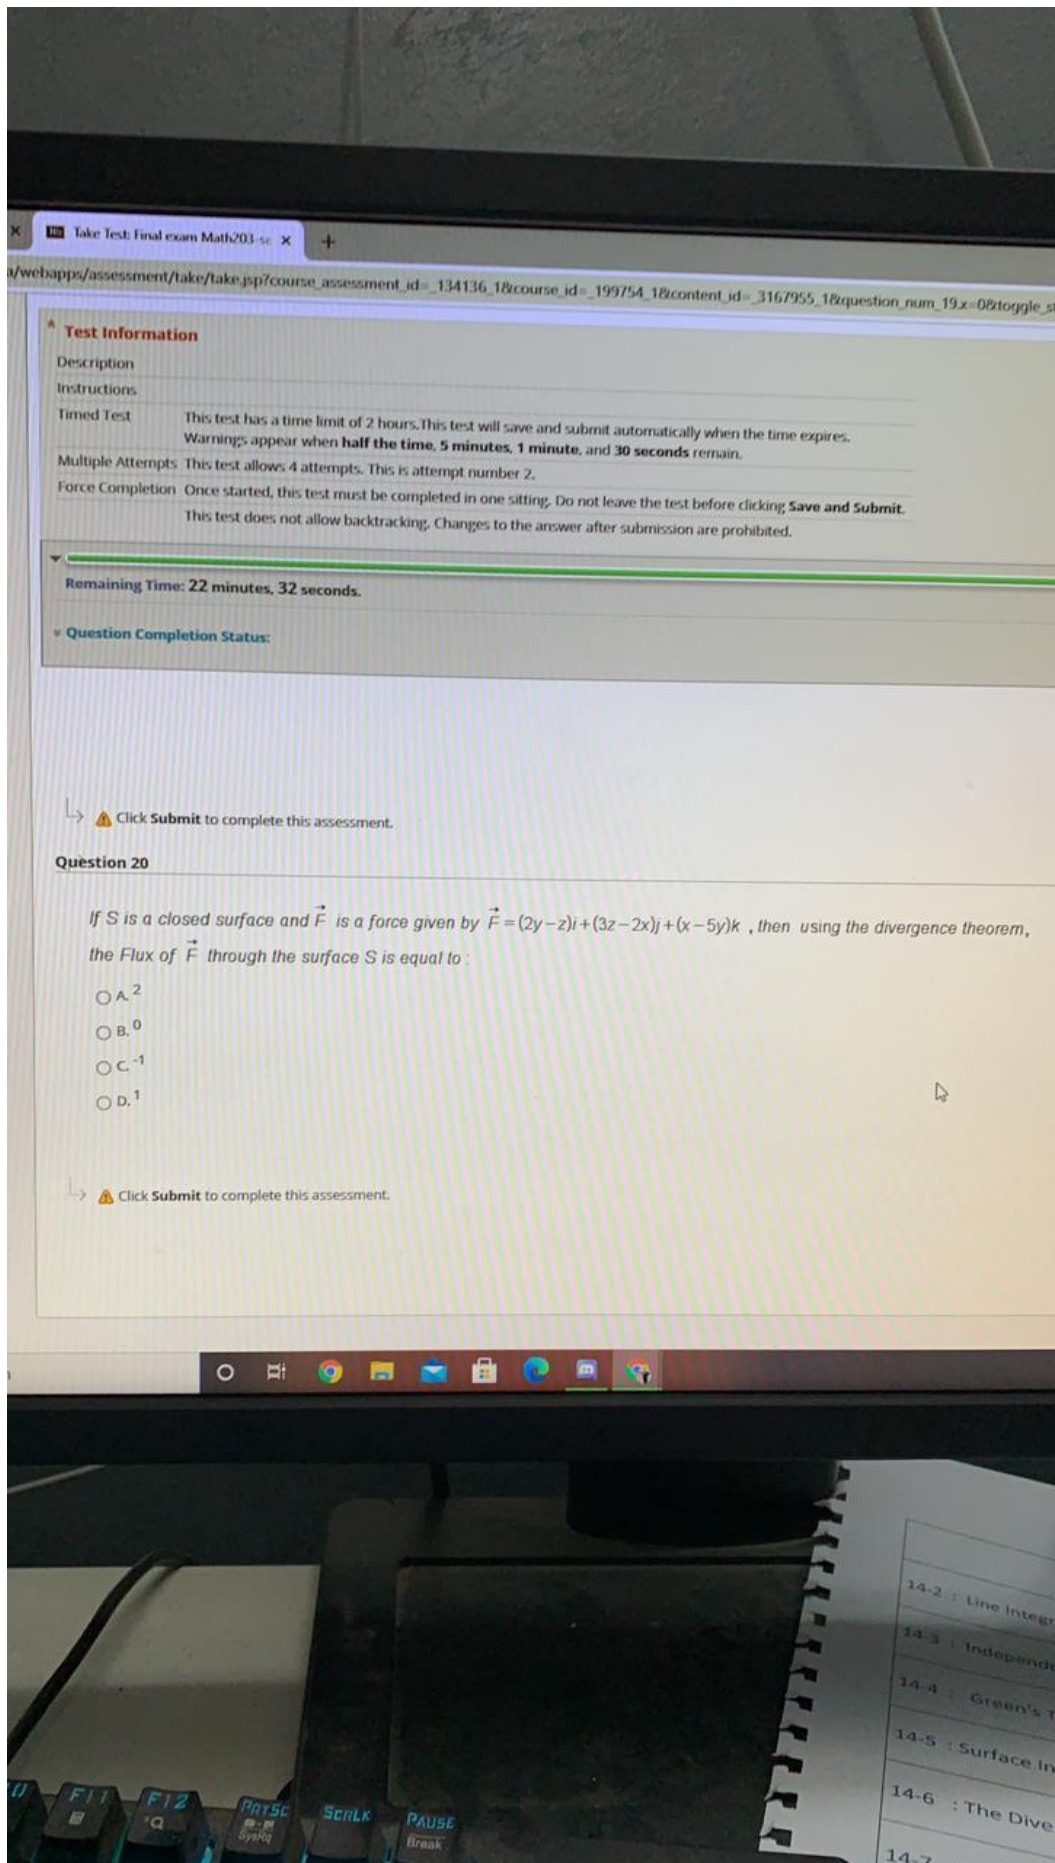 Take Test: Final exam Math203-se × +
a/webapps/assessment/take/take.jsp?course_assessment_id=_134136_1&course_id=_199754_1&content_id=_3167955_1&question_num_19.x=0&toggle_st
Test Information
Description
Instructions
Timed Test This test has a time limit of 2 hours.This test will save and submit automatically when the time expires.
Warnings appear when half the time, 5 minutes, 1 minute, and 30 seconds remain.
Multiple Attempts This test allows 4 attempts. This is attempt number 2.
Force Completion Once started, this test must be completed in one sitting. Do not leave the test before clicking Save and Submit.
This test does not allow backtracking. Changes to the answer after submission are prohibited.
Remaining Time: 22 minutes, 32 seconds.
Question Completion Status:
Click Submit to complete this assessment.
Question 20
If S is a closed surface and F⃗ is a force given by F⃗=(2y−z)i+(3z−2x)j+(x−5y)k , then using the divergence theorem,
the Flux of F⃗ through the surface S is equal to :
A. 2
B. 0
C. -1
D. 1
Click Submit to complete this assessment.
14-2 : Line Integr
14-3 : Independe
14-4 : Green's T
14-5 : Surface In
14-6 : The Dive
14-7
F11 F12 PRTSC SysRq SCRLK PAUSE Break